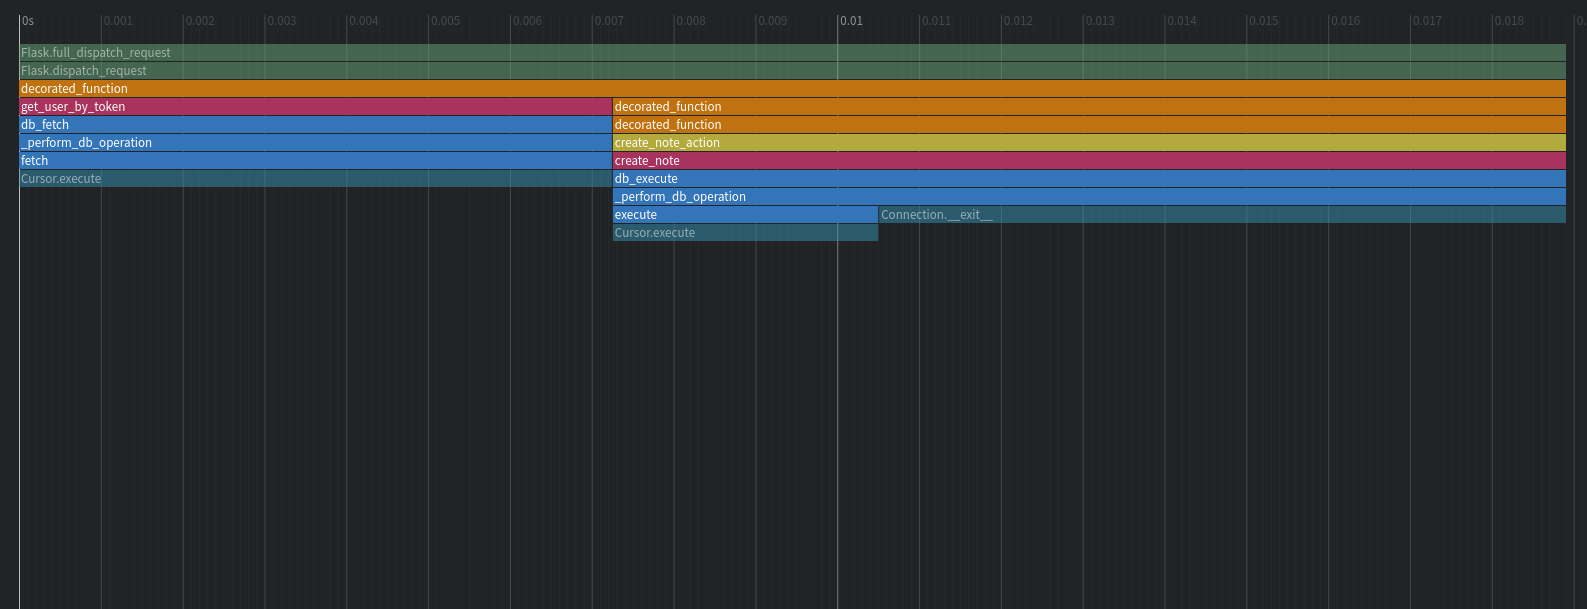 0s 0.001 0.002 0.003 0.004 0.005 0.006 0.007 0.008 0.009 0.01 0.011 0.012 0.013 0.014 0.015 0.016 0.017 0.018
Flask.full_dispatch_request
Flask.dispatch_request
decorated_function
get_user_by_token decorated_function
db_fetch decorated_function
_perform_db_operation create_note_action
fetch create_note
Cursor.execute db_execute
_perform_db_operation
execute Connection.__exit__
Cursor.execute